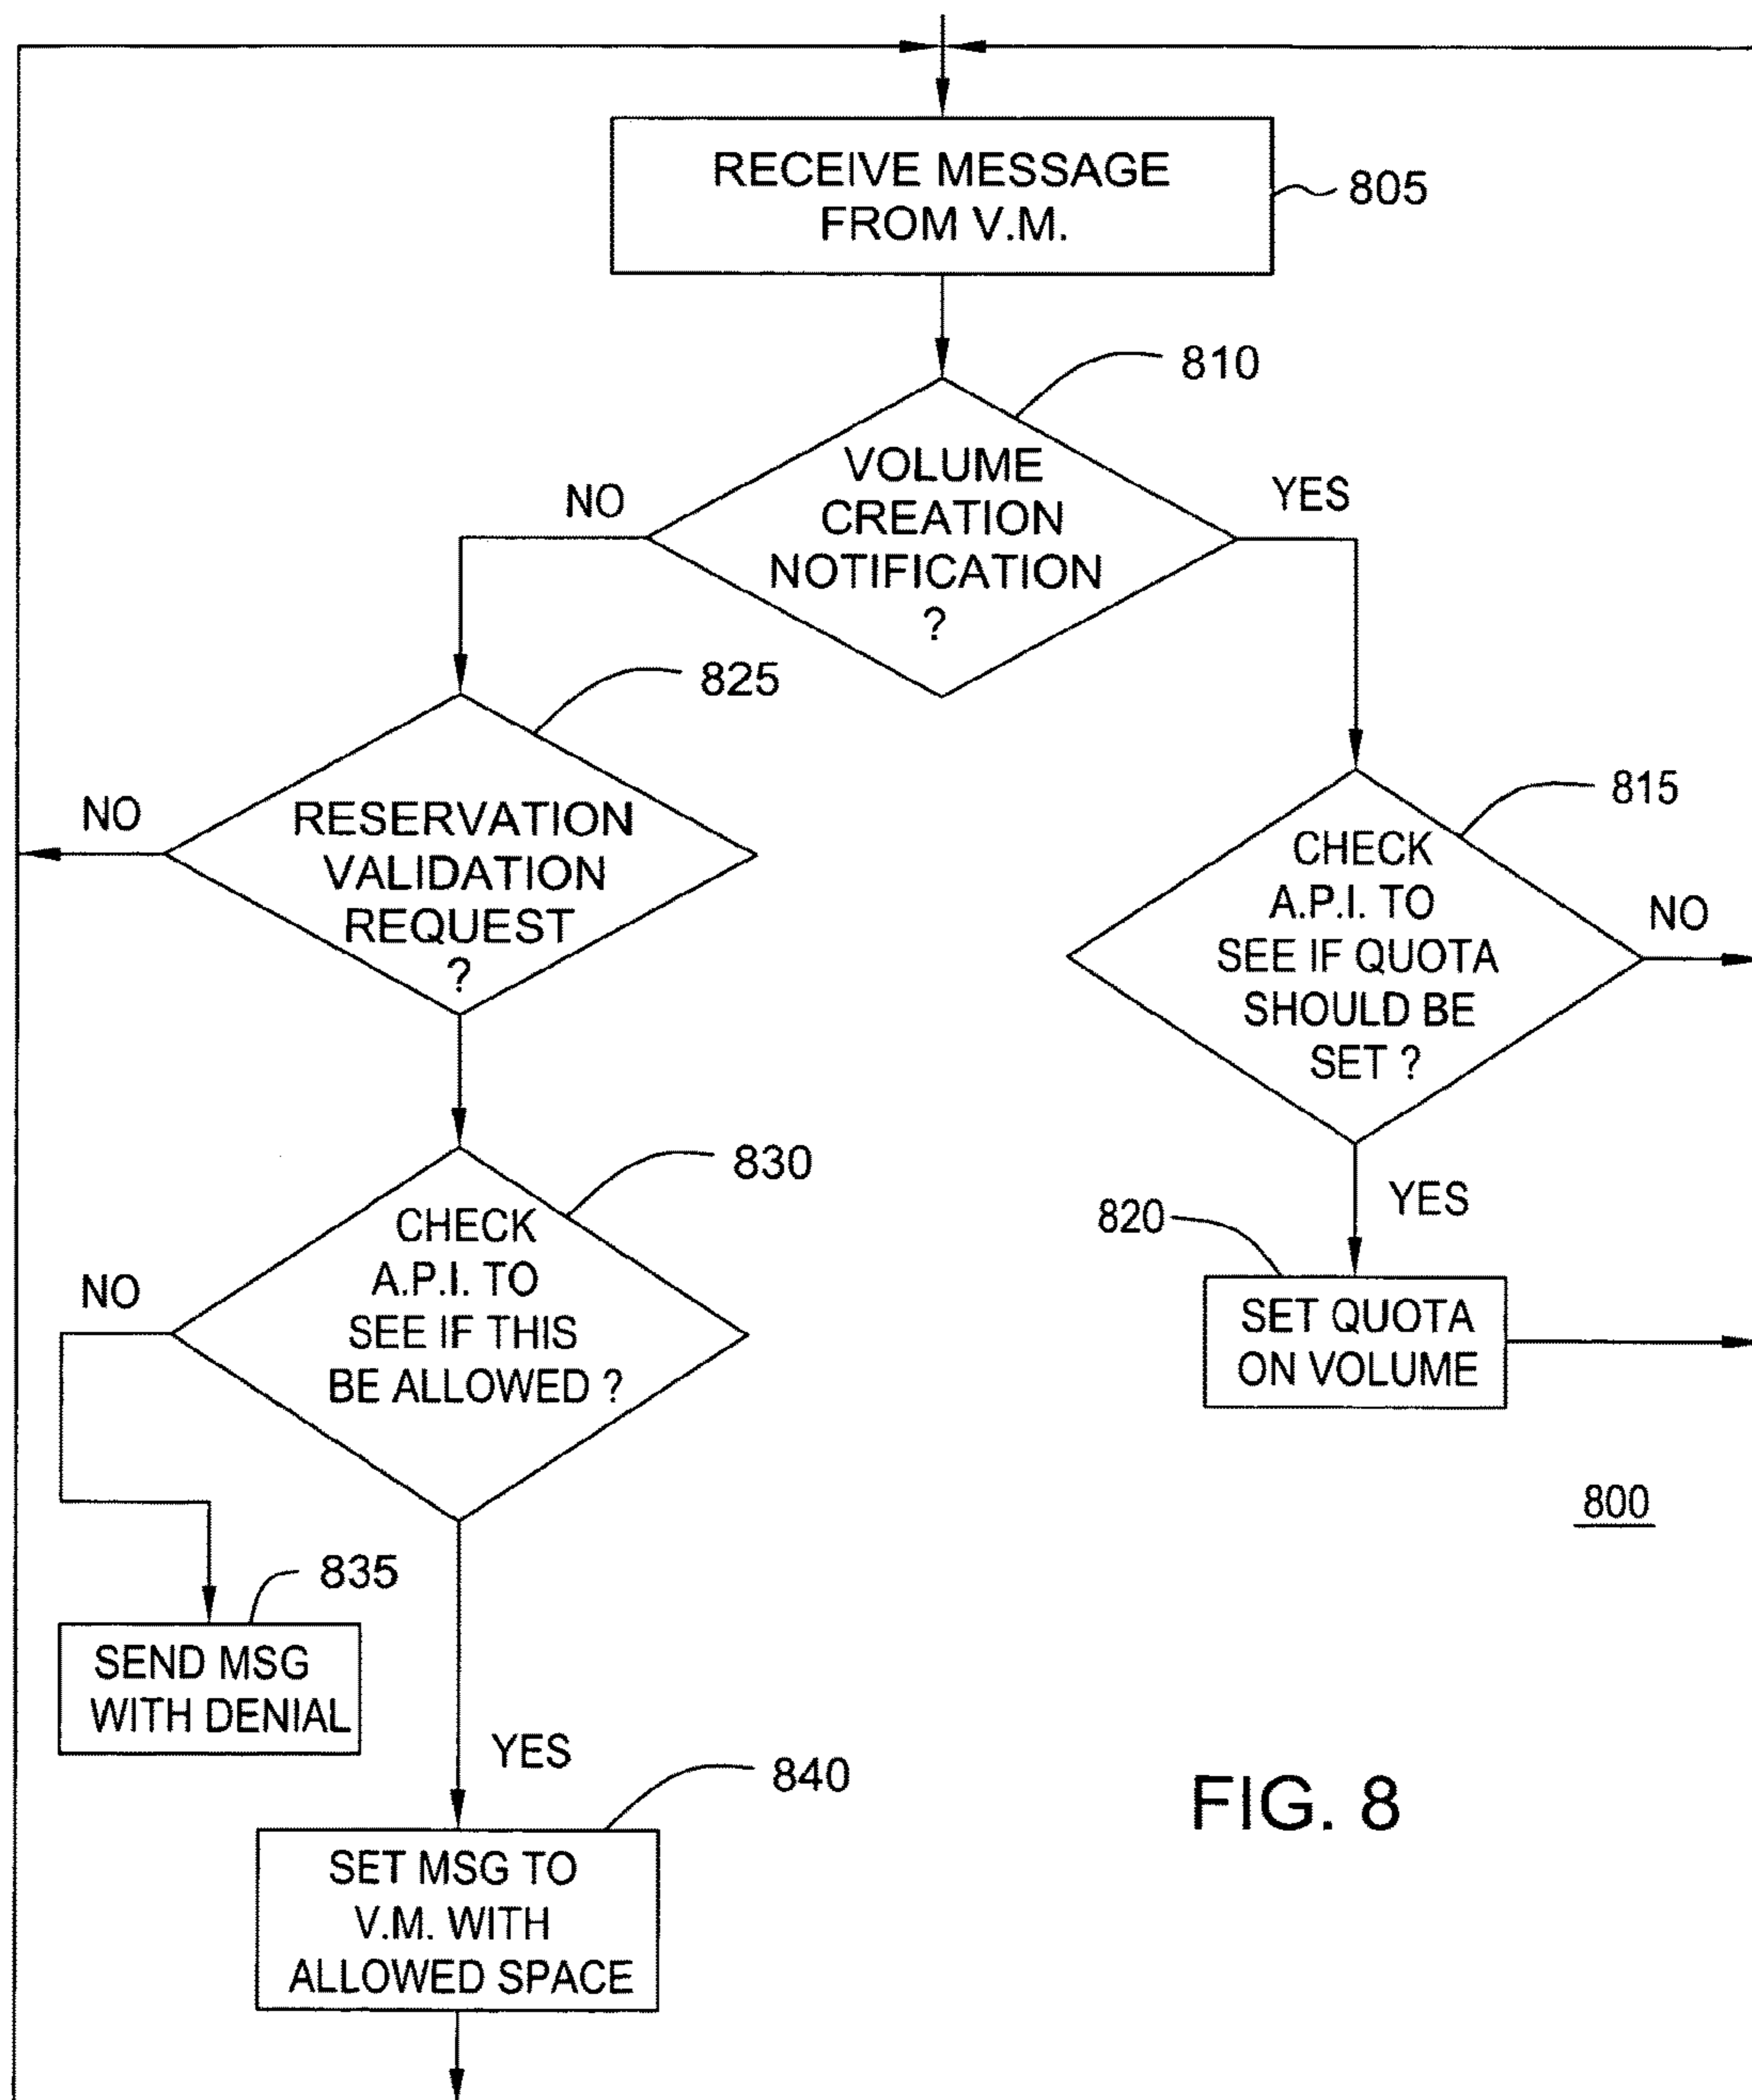 RECEIVE MESSAGE
FROM V.M.
805
810
VOLUME
CREATION
NOTIFICATION
?
NO
YES
825
RESERVATION
VALIDATION
REQUEST
?
NO
815
CHECK
A.P.I. TO
SEE IF QUOTA
SHOULD BE
SET ?
NO
YES
820
SET QUOTA
ON VOLUME
830
CHECK
A.P.I. TO
SEE IF THIS
BE ALLOWED ?
NO
800
835
SEND MSG
WITH DENIAL
YES
840
SET MSG TO
V.M. WITH
ALLOWED SPACE
FIG. 8